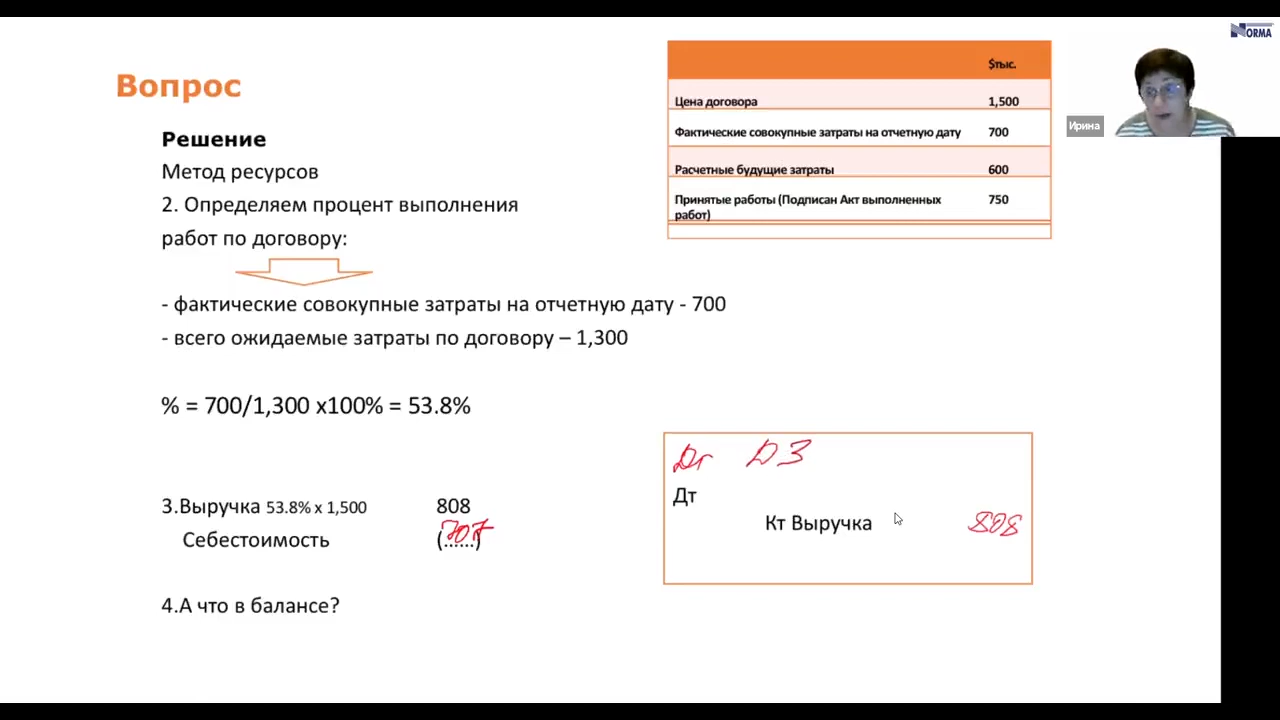 NORMA
Вопрос
$тыс.
Цена договора 1,500
Фактические совокупные затраты на отчетную дату 700
Расчетные будущие затраты 600
Принятые работы (Подписан Акт выполненных
работ) 750
Ирина
Решение
Метод ресурсов
2. Определяем процент выполнения
работ по договору:
- фактические совокупные затраты на отчетную дату - 700
- всего ожидаемые затраты по договору – 1,300
% = 700/1,300 x100% = 53.8%
3.Выручка 53.8% x 1,500 808
Себестоимость (......)
4.А что в балансе?
Дт ДЗ
Дт
Кт Выручка 808